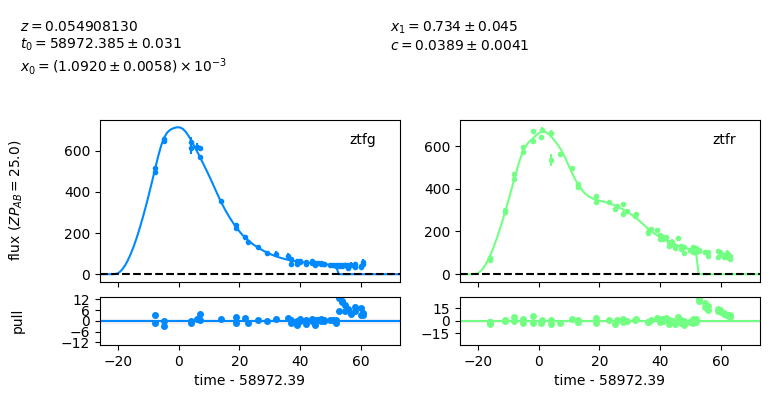 z = 0.054908130
t₀ = 58972.385 ± 0.031
x₀ = (1.0920 ± 0.0058) × 10⁻³
x₁ = 0.734 ± 0.045
c = 0.0389 ± 0.0041
flux (ZP_AB = 25.0)
ztfg
600
400
200
0
ztfr
600
400
200
0
pull
12
6
0
−6
−12
15
0
−15
−20 0 20 40 60
−20 0 20 40 60
time - 58972.39
time - 58972.39